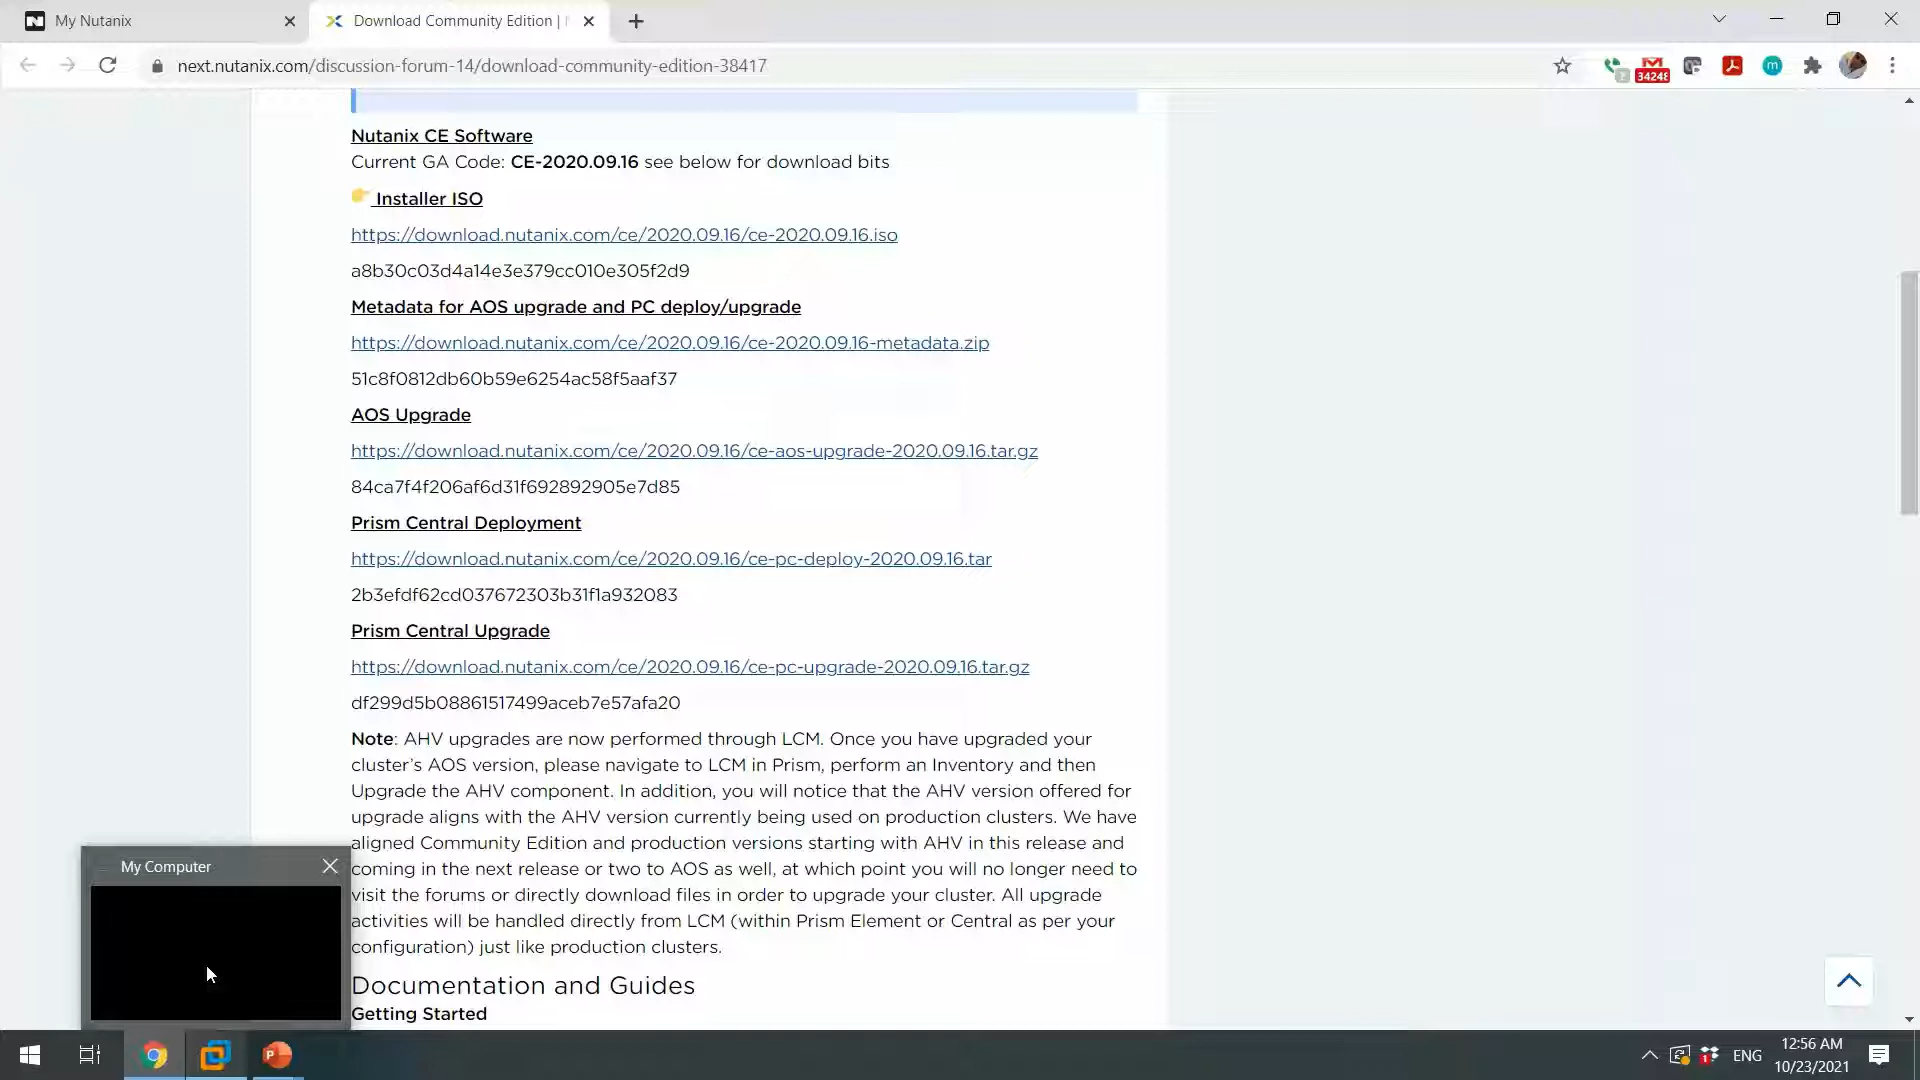 My Nutanix
Download Community Edition |
next.nutanix.com/discussion-forum-14/download-community-edition-38417
34248
Nutanix CE Software
Current GA Code: CE-2020.09.16 see below for download bits
Installer ISO
https://download.nutanix.com/ce/2020.09.16/ce-2020.09.16.iso
a8b30c03d4a14e3e379cc010e305f2d9
Metadata for AOS upgrade and PC deploy/upgrade
https://download.nutanix.com/ce/2020.09.16/ce-2020.09.16-metadata.zip
51c8f0812db60b59e6254ac58f5aaf37
AOS Upgrade
https://download.nutanix.com/ce/2020.09.16/ce-aos-upgrade-2020.09.16.tar.gz
84ca7f4f206af6d31f692892905e7d85
Prism Central Deployment
https://download.nutanix.com/ce/2020.09.16/ce-pc-deploy-2020.09.16.tar
2b3efdf62cd037672303b31f1a932083
Prism Central Upgrade
https://download.nutanix.com/ce/2020.09.16/ce-pc-upgrade-2020.09.16.tar.gz
df299d5b08861517499aceb7e57afa20
Note: AHV upgrades are now performed through LCM. Once you have upgraded your
cluster's AOS version, please navigate to LCM in Prism, perform an Inventory and then
Upgrade the AHV component. In addition, you will notice that the AHV version offered for
upgrade aligns with the AHV version currently being used on production clusters. We have
aligned Community Edition and production versions starting with AHV in this release and
coming in the next release or two to AOS as well, at which point you will no longer need to
visit the forums or directly download files in order to upgrade your cluster. All upgrade
activities will be handled directly from LCM (within Prism Element or Central as per your
configuration) just like production clusters.
Documentation and Guides
Getting Started
My Computer
ENG
12:56 AM
10/23/2021